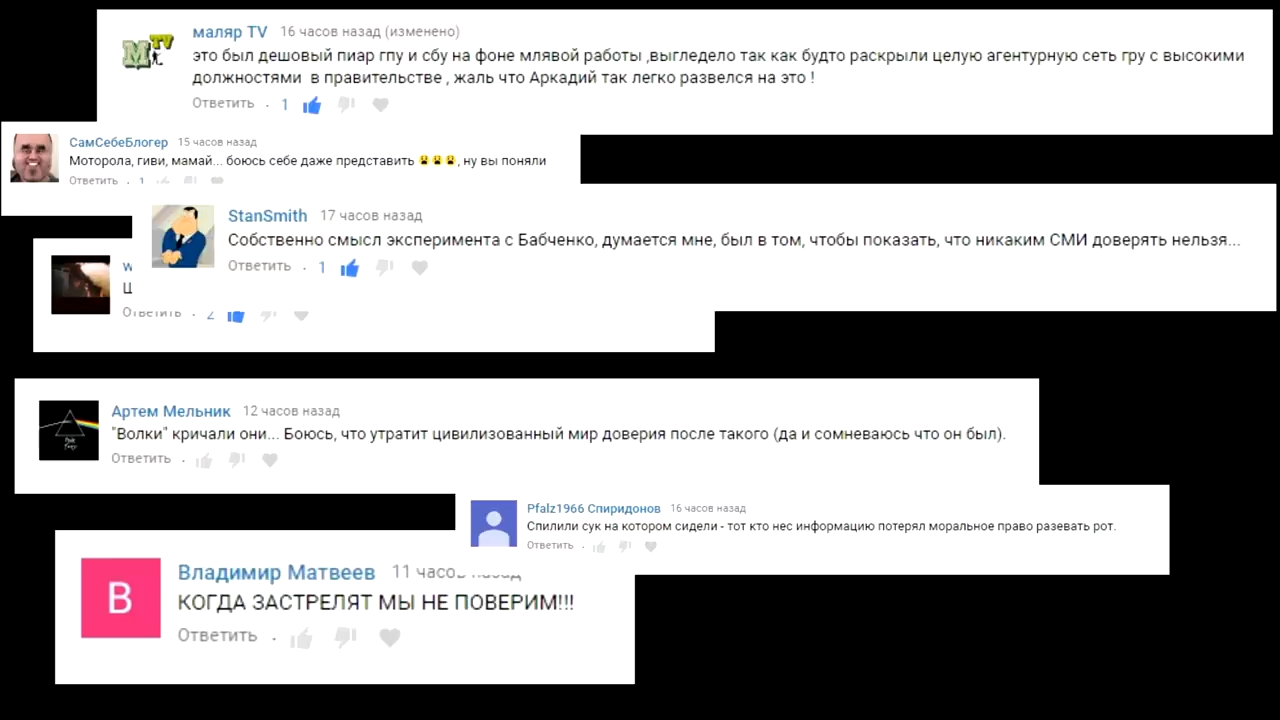 маляр TV 16 часов назад (изменено)
это был дешовый пиар гпу и сбу на фоне млявой работы ,выгледело так как будто раскрыли целую агентурную сеть гру с высокими
должностями в правительстве , жаль что Аркадий так легко развелся на это !
Ответить · 1
СамСебеБлогер 15 часов назад
Моторола, гиви, мамай... боюсь себе даже представить 😫😫😫, ну вы поняли
Ответить · 1
StanSmith 17 часов назад
Собственно смысл эксперимента с Бабченко, думается мне, был в том, чтобы показать, что никаким СМИ доверять нельзя...
Ответить · 1
Ответить · 2
Артем Мельник 12 часов назад
"Волки" кричали они... Боюсь, что утратит цивилизованный мир доверия после такого (да и сомневаюсь что он был).
Ответить ·
Pfalz1966 Спиридонов 16 часов назад
Спилили сук на котором сидели - тот кто нес информацию потерял моральное право разевать рот.
Ответить ·
В
Владимир Матвеев 11 часов назад
КОГДА ЗАСТРЕЛЯТ МЫ НЕ ПОВЕРИМ!!!
Ответить ·